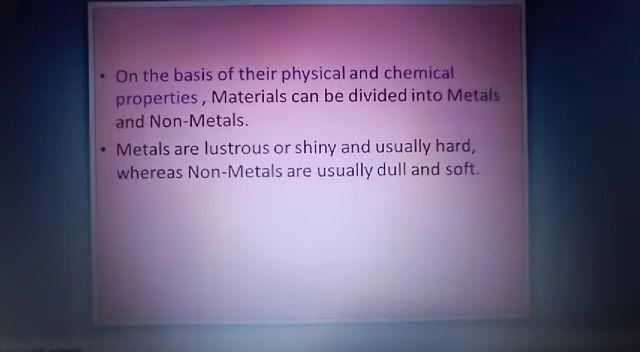 • On the basis of their physical and chemical
properties , Materials can be divided into Metals
and Non-Metals.
• Metals are lustrous or shiny and usually hard,
whereas Non-Metals are usually dull and soft.